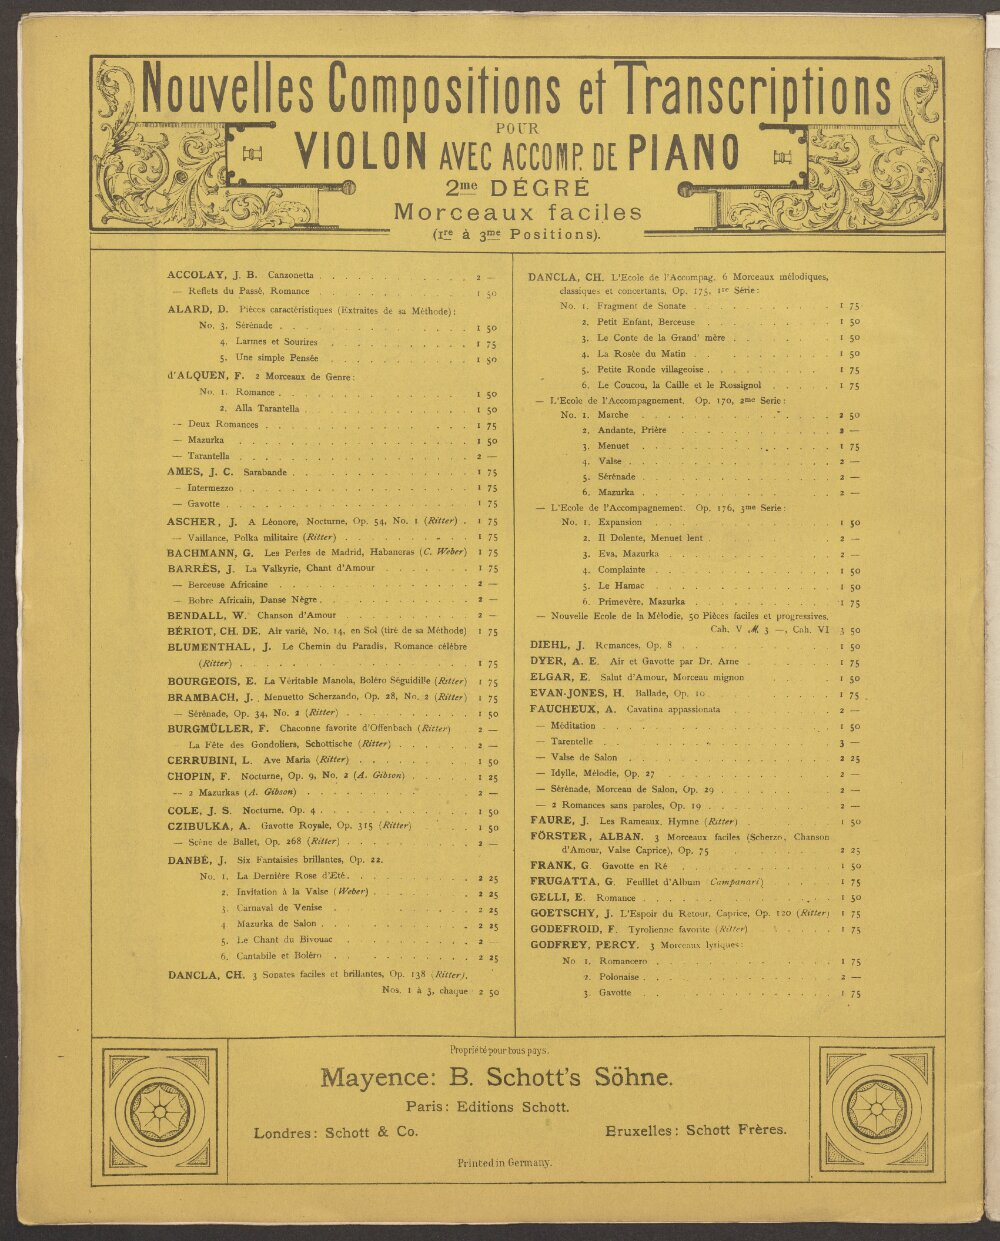 Nouvelles Compositions et Transcriptions
POUR
VIOLON AVEC ACCOMP. DE PIANO
2me DÉGRÉ
Morceaux faciles
(1re à 3me Positions).
ACCOLAY, J. B. Canzonetta . . . 2 —
— Reflets du Passé, Romance . . . 1 50
ALARD, D. Pièces caractéristiques (Extraites de sa Méthode):
No. 3. Sérénade . . . 1 50
4. Larmes et Sourires . . . 1 75
5. Une simple Pensée . . . 1 50
d'ALQUEN, F. 2 Morceaux de Genre:
No. 1. Romance . . . 1 50
2. Alla Tarantella . . . 1 50
— Deux Romances . . . 1 75
— Mazurka . . . 1 50
— Tarantella . . . 2 —
AMES, J. C. Sarabande . . . 1 75
— Intermezzo . . . 1 75
— Gavotte . . . 1 75
ASCHER, J. A Léonore, Nocturne, Op. 54, No. 1 (Ritter) . 1 75
— Vaillance, Polka militaire (Ritter) . . . 1 75
BACHMANN, G. Les Perles de Madrid, Habaneras (C. Weber) 1 75
BARRÈS, J. La Valkyrie, Chant d'Amour . . . 1 75
— Berceuse Africaine . . . 2 —
— Bobre Africain, Danse Nègre . . . 2 —
BENDALL, W. Chanson d'Amour . . . 2 —
BÉRIOT, CH. DE. Air varié, No. 14, en Sol (tiré de sa Méthode) 1 75
BLUMENTHAL, J. Le Chemin du Paradis, Romance célèbre
(Ritter) . . . 1 75
BOURGEOIS, E. La Véritable Manola, Boléro Séguidille (Ritter) 1 75
BRAMBACH, J. Menuetto Scherzando, Op. 28, No. 2 (Ritter) 1 75
— Sérénade, Op. 34, No. 2 (Ritter) . . . 1 50
BURGMÜLLER, F. Chaconne favorite d'Offenbach (Ritter) 2 —
La Fête des Gondoliers, Schottische (Ritter) . . . 2 —
CERRUBINI, L. Ave Maria (Ritter) . . . 1 50
CHOPIN, F. Nocturne, Op. 9, No. 2 (A. Gibson) . . . 1 25
— 2 Mazurkas (A. Gibson) . . . 2 —
COLE, J. S. Nocturne, Op. 4 . . . 1 50
CZIBULKA, A. Gavotte Royale, Op. 315 (Ritter) . . . 1 50
— Scène de Ballet, Op. 268 (Ritter) . . . 2 —
DANBÉ, J. Six Fantaisies brillantes, Op. 22.
No. 1. La Dernière Rose d'Eté . . . 2 25
2. Invitation à la Valse (Weber) . . . 2 25
3. Carnaval de Venise . . . 2 25
4 Mazurka de Salon . . . 2 25
5. Le Chant du Bivouac . . . 2 —
6. Cantabile et Boléro . . . 2 25
DANCLA, CH. 3 Sonates faciles et brillantes, Op. 138 (Ritter),
Nos. 1 à 3, chaque 2 50
DANCLA, CH. L'Ecole de l'Accompag. 6 Morceaux mélodiques,
classiques et concertants, Op. 175, 1re Série:
No. 1. Fragment de Sonate . . . 1 75
2. Petit Enfant, Berceuse . . . 1 50
3. Le Conte de la Grand' mère . . . 1 50
4. La Rosée du Matin . . . 1 50
5. Petite Ronde villageoise . . . 1 75
6. Le Coucou, la Caille et le Rossignol . . . 1 75
— L'Ecole de l'Accompagnement. Op. 170, 2me Serie:
No. 1. Marche . . . 2 50
2. Andante, Prière . . . 2 —
3. Menuet . . . 1 75
4. Valse . . . 2 —
5. Sérénade . . . 2 —
6. Mazurka . . . 2 —
— L'Ecole de l'Accompagnement. Op. 176, 3me Serie:
No. 1. Expansion . . . 1 50
2. Il Dolente, Menuet lent . . . 2 —
3. Eva, Mazurka . . . 2 —
4. Complainte . . . 1 50
5. Le Hamac . . . 1 50
6. Primevère, Mazurka . . . 1 75
— Nouvelle Ecole de la Mélodie, 50 Pièces faciles et progressives,
Cah. V M. 3 —, Cah. VI 3 50
DIEHL, J. Romances, Op. 8 . . . 1 50
DYER, A. E. Air et Gavotte par Dr. Arne . . . 1 75
ELGAR, E. Salut d'Amour, Morceau mignon . . . 1 50
EVAN-JONES, H. Ballade, Op. 10 . . . 1 75
FAUCHEUX, A. Cavatina appassionata . . . 2 —
— Méditation . . . 1 50
— Tarentelle . . . 3 —
— Valse de Salon . . . 2 25
— Idylle, Mélodie, Op. 27 . . . 2 —
— Sérénade, Morceau de Salon, Op. 29 . . . 2 —
— 2 Romances sans paroles, Op. 19 . . . 2 —
FAURE, J. Les Rameaux, Hymne (Ritter) . . . 1 50
FÖRSTER, ALBAN. 3 Morceaux faciles (Scherzo, Chanson
d'Amour, Valse Caprice), Op. 75 . . . 2 25
FRANK, G. Gavotte en Ré . . . 1 50
FRUGATTA, G. Feuillet d'Album (Campanari) . . . 1 75
GELLI, E. Romance . . . 1 50
GOETSCHY, J. L'Espoir du Retour, Caprice, Op. 120 (Ritter) 1 75
GODEFROID, F. Tyrolienne favorite (Ritter) . . . 1 75
GODFREY, PERCY. 3 Morceaux lyriques:
No 1. Romancero . . . 1 75
2. Polonaise . . . 2 —
3. Gavotte . . . 1 75
Propriété pour tous pays.
Mayence: B. Schott's Söhne.
Paris: Editions Schott.
Londres: Schott & Co. Bruxelles: Schott Frères.
Printed in Germany.